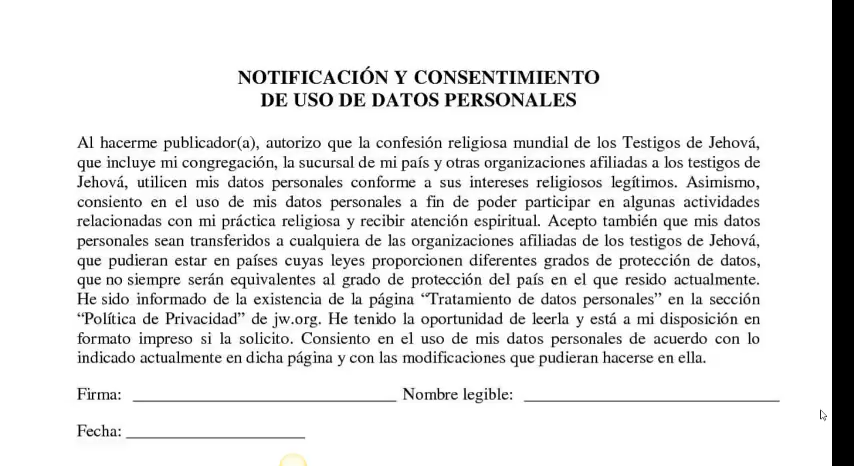 NOTIFICACIÓN Y CONSENTIMIENTO
DE USO DE DATOS PERSONALES
Al hacerme publicador(a), autorizo que la confesión religiosa mundial de los Testigos de Jehová,
que incluye mi congregación, la sucursal de mi país y otras organizaciones afiliadas a los testigos de
Jehová, utilicen mis datos personales conforme a sus intereses religiosos legítimos. Asimismo,
consiento en el uso de mis datos personales a fin de poder participar en algunas actividades
relacionadas con mi práctica religiosa y recibir atención espiritual. Acepto también que mis datos
personales sean transferidos a cualquiera de las organizaciones afiliadas de los testigos de Jehová,
que pudieran estar en países cuyas leyes proporcionen diferentes grados de protección de datos,
que no siempre serán equivalentes al grado de protección del país en el que resido actualmente.
He sido informado de la existencia de la página “Tratamiento de datos personales” en la sección
“Política de Privacidad” de jw.org. He tenido la oportunidad de leerla y está a mi disposición en
formato impreso si la solicito. Consiento en el uso de mis datos personales de acuerdo con lo
indicado actualmente en dicha página y con las modificaciones que pudieran hacerse en ella.
Firma: Nombre legible:
Fecha: